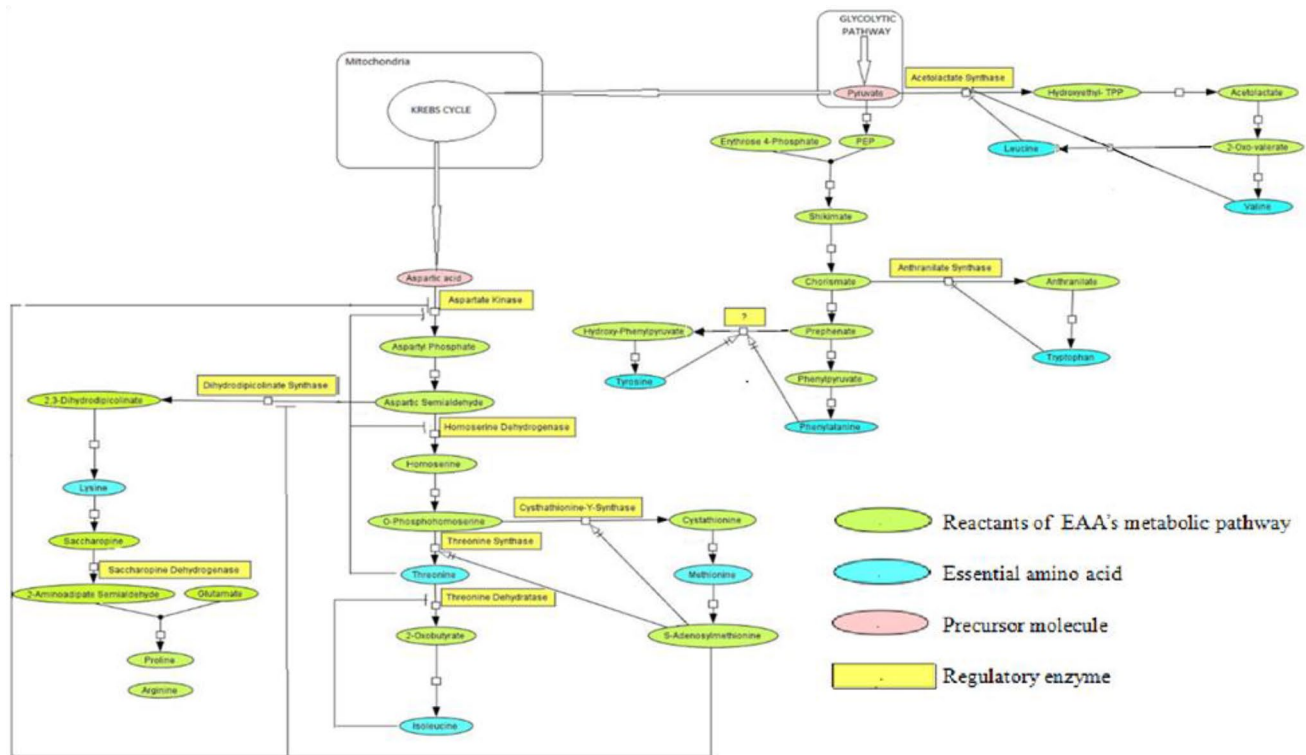 GLYCOLYTIC
PATHWAY
Mitochondria
KREBS CYCLE
Pyruvate
Acetolactate Synthase
Hydroxyethyl- TPP
Acetolactate
Erythrose 4-Phosphate
PEP
Leucine
2-Oxo-valerate
Valine
Shikimate
Aspartic acid
Chorismate
Anthranilate Synthase
Anthranilate
Aspartate Kinase
?
Hydroxy-Phenylpyruvate
Prephenate
Aspartyl Phosphate
Tryptophan
Tyrosine
Phenylpyruvate
Dihydrodipicolinate Synthase
2,3-Dihydrodipicolinate
Aspartic Semialdehyde
Phenylalanine
Homoserine Dehydrogenase
Homoserine
Lysine
Cysthathionine-Y-Synthase
O-Phosphohomoserine
Cystathionine
Reactants of EAA's metabolic pathway
Saccharopine
Threonine Synthase
Saccharopine Dehydrogenase
Threonine
Methionine
Essential amino acid
2-Aminoadipate Semialdehyde
Glutamate
Threonine Dehydratase
2-Oxobutyrate
S-Adenosylmethionine
Precursor molecule
Proline
Arginine
Regulatory enzyme
Isoleucine